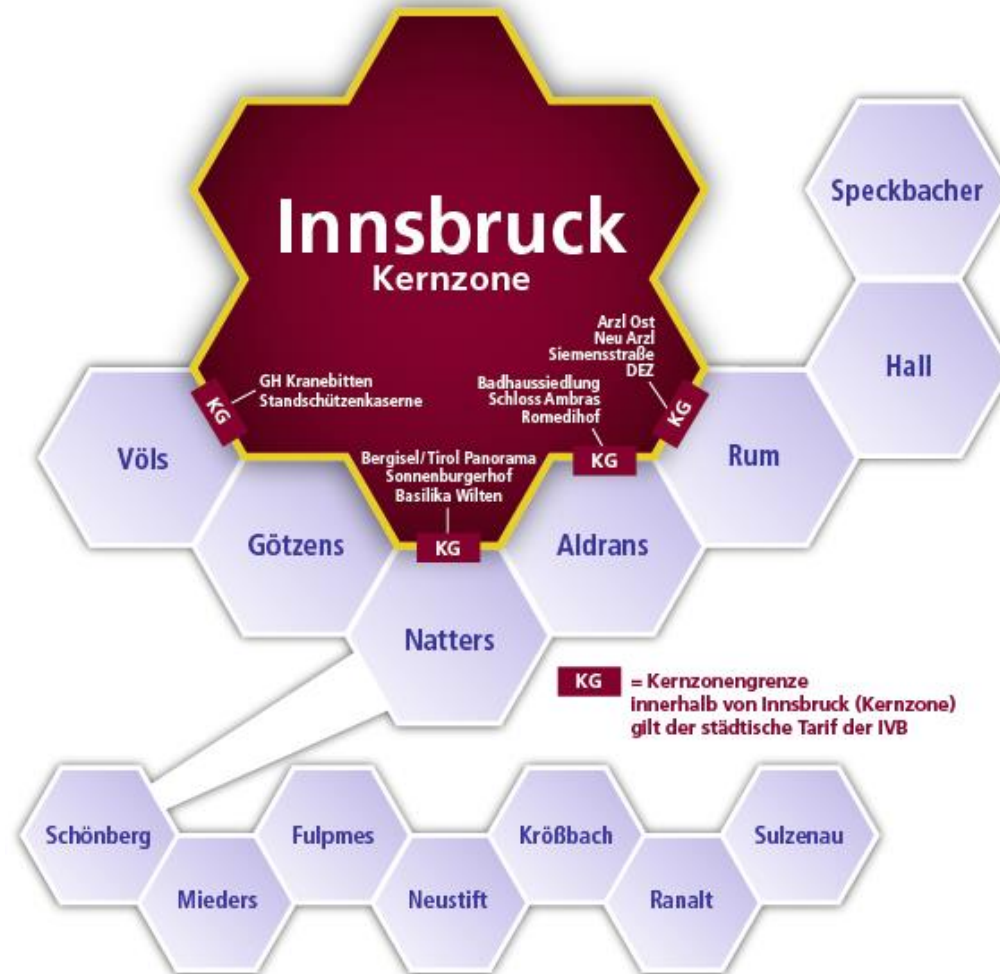 Innsbruck
Kernzone
Speckbacher
Hall
Arzl Ost
Neu Arzl
Siemensstraße
DEZ
KG
GH Kranebitten
Standschützenkaserne
KG
Badhaussiedlung
Schloss Ambras
Romedihof
KG
Bergisel/Tirol Panorama
Sonnenburgerhof
Basilika Wilten
KG
Völs
Götzens
Natters
Aldrans
Rum
KG = Kernzonengrenze
innerhalb von Innsbruck (Kernzone)
gilt der städtische Tarif der IVB
Schönberg
Mieders
Fulpmes
Neustift
Krößbach
Ranalt
Sulzenau